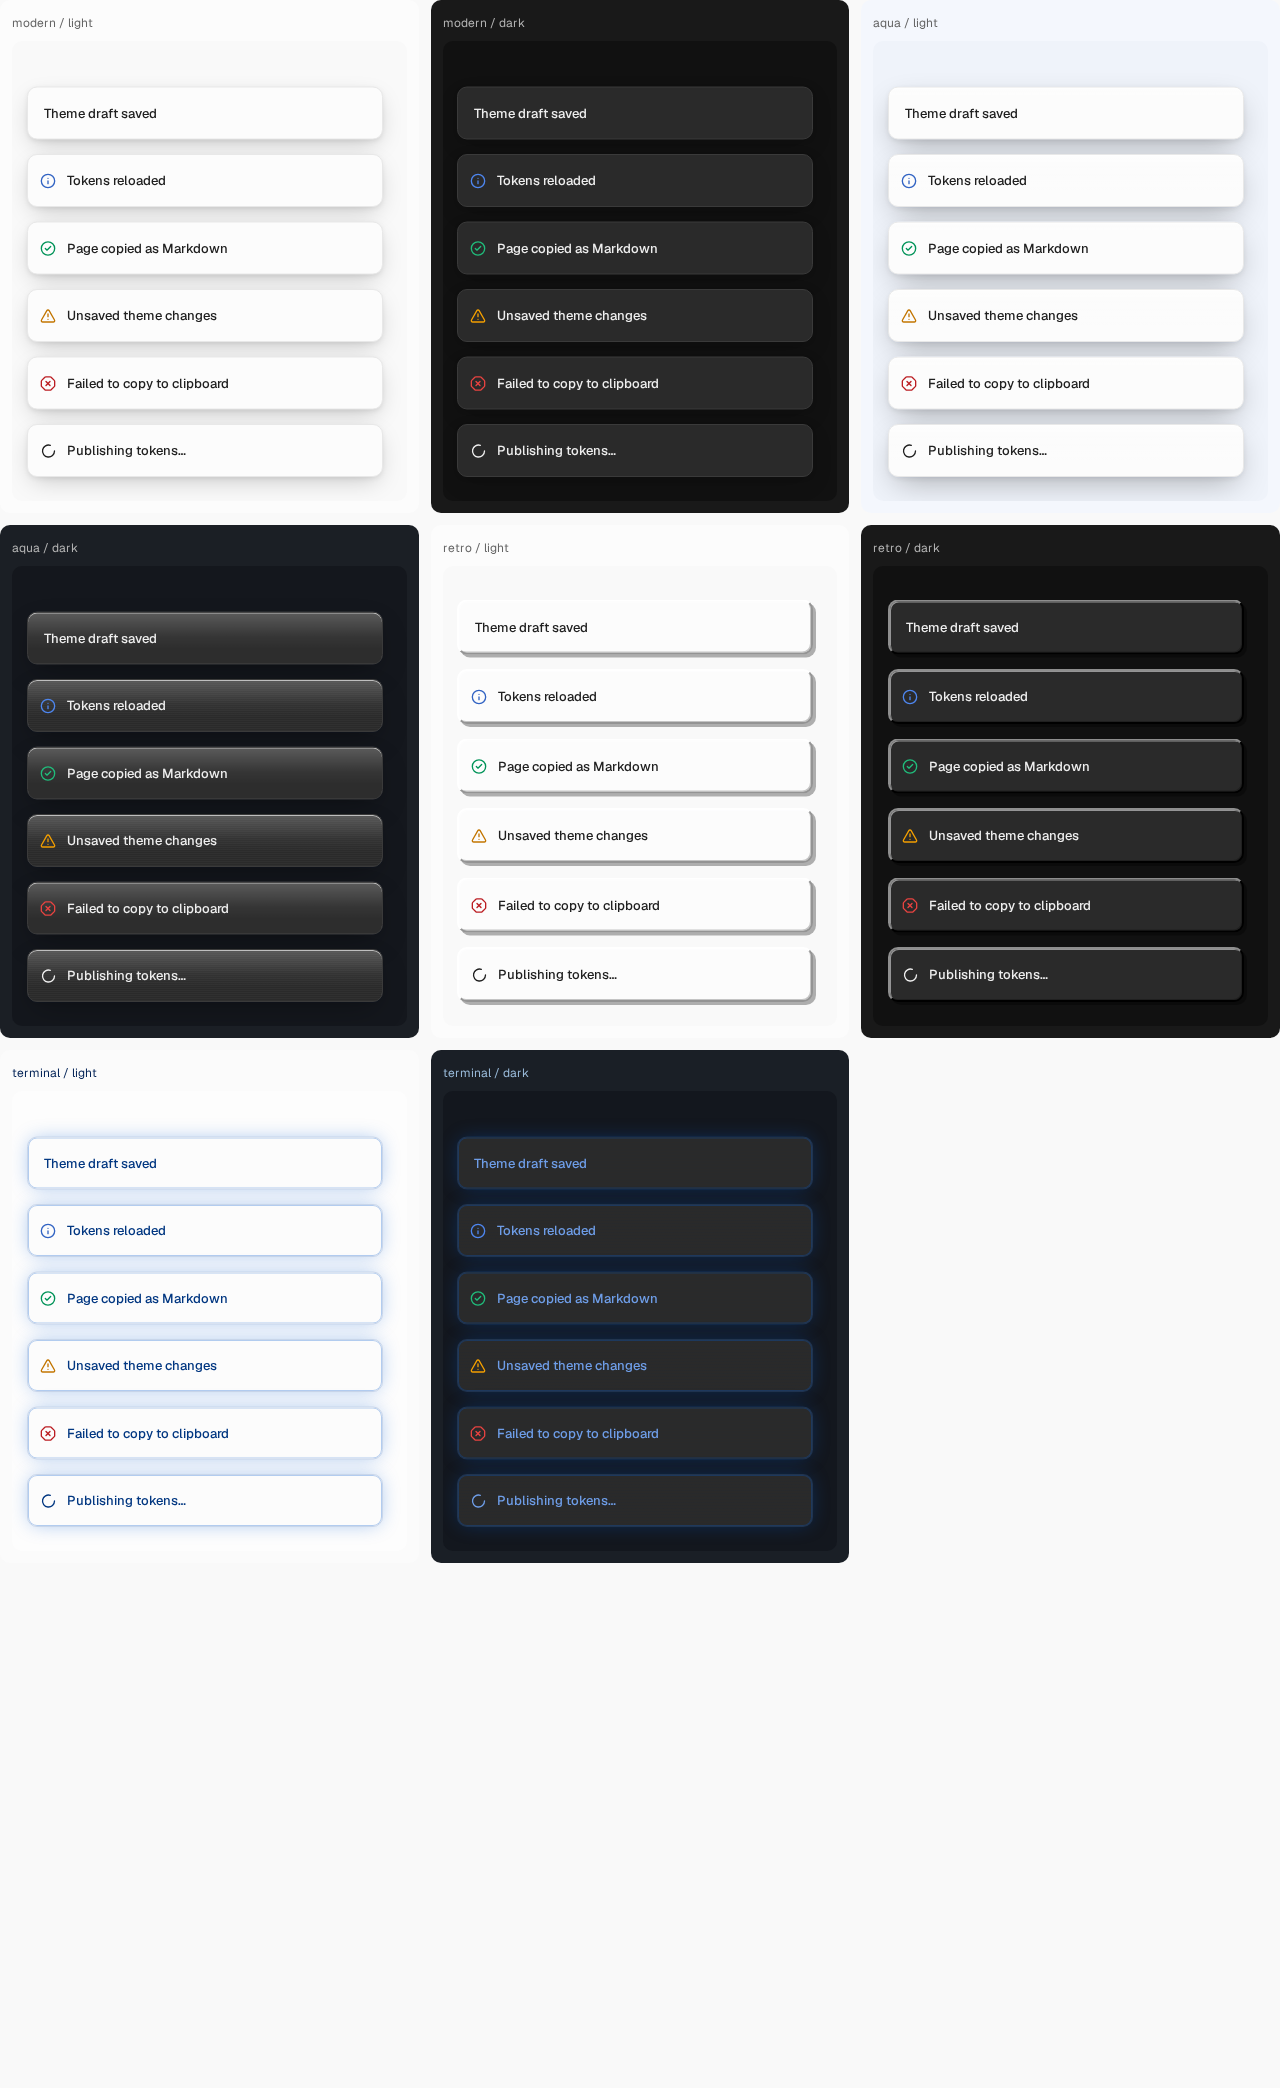 modern / light
Theme draft saved
Tokens reloaded
Page copied as Markdown
Unsaved theme changes
Failed to copy to clipboard
Publishing tokens...
modern / dark
Theme draft saved
Tokens reloaded
Page copied as Markdown
Unsaved theme changes
Failed to copy to clipboard
Publishing tokens...
aqua / light
Theme draft saved
Tokens reloaded
Page copied as Markdown
Unsaved theme changes
Failed to copy to clipboard
Publishing tokens...
aqua / dark
Theme draft saved
Tokens reloaded
Page copied as Markdown
Unsaved theme changes
Failed to copy to clipboard
Publishing tokens...
retro / light
Theme draft saved
Tokens reloaded
Page copied as Markdown
Unsaved theme changes
Failed to copy to clipboard
Publishing tokens...
retro / dark
Theme draft saved
Tokens reloaded
Page copied as Markdown
Unsaved theme changes
Failed to copy to clipboard
Publishing tokens...
terminal / light
Theme draft saved
Tokens reloaded
Page copied as Markdown
Unsaved theme changes
Failed to copy to clipboard
Publishing tokens...
terminal / dark
Theme draft saved
Tokens reloaded
Page copied as Markdown
Unsaved theme changes
Failed to copy to clipboard
Publishing tokens...